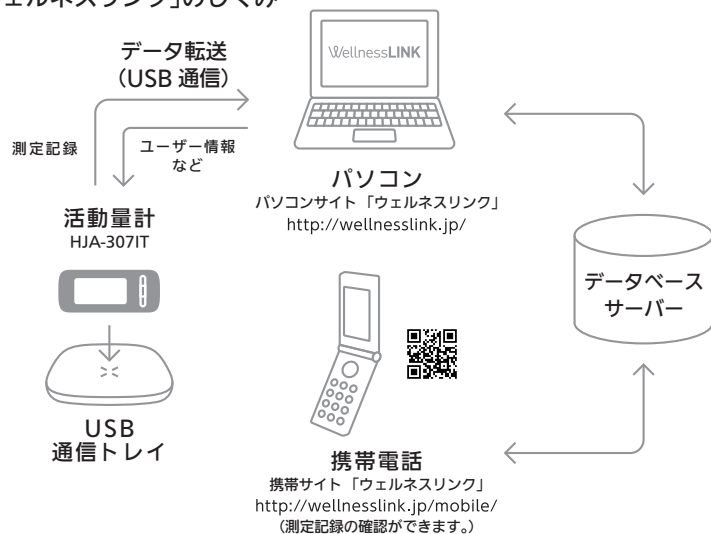 ェルネスリンク」のしくみ
データ転送
（USB 通信）
測定記録
ユーザー情報
など
WellnessLINK
パソコン
パソコンサイト「ウェルネスリンク」
http://wellnesslink.jp/
活動量計
HJA-307IT
データベース
サーバー
USB
通信トレイ
携帯電話
携帯サイト「ウェルネスリンク」
http://wellnesslink.jp/mobile/
（測定記録の確認ができます。）